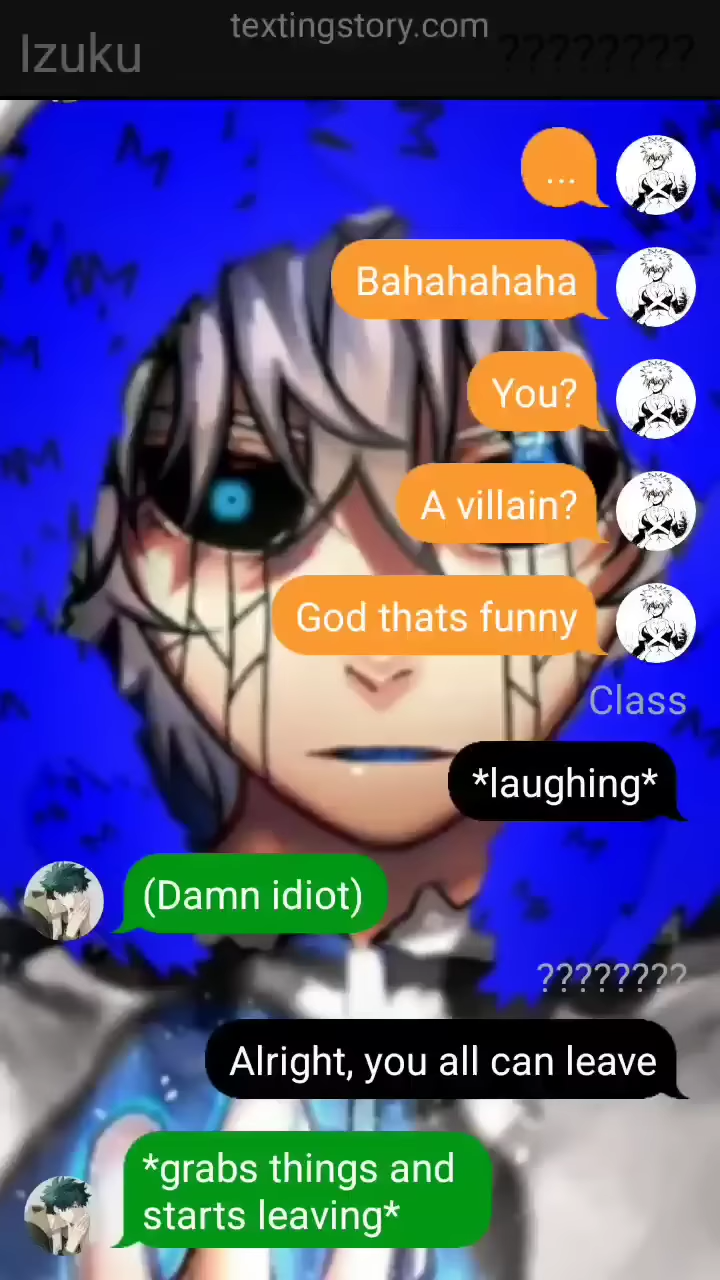 textingstory.com
Izuku
????????
...
Bahahahaha
You?
A villain?
God thats funny
Class
*laughing*
(Damn idiot)
????????
Alright, you all can leave
*grabs things and
starts leaving*